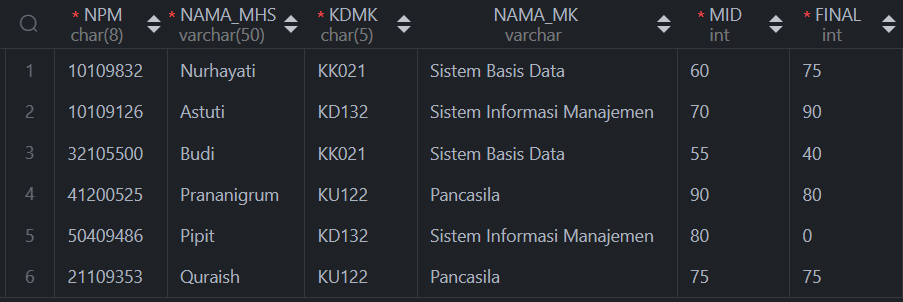 * NPM * NAMA_MHS * KDMK NAMA_MK * MID * FINAL
char(8) varchar(50) char(5) varchar int int
1 10109832 Nurhayati KK021 Sistem Basis Data 60 75
2 10109126 Astuti KD132 Sistem Informasi Manajemen 70 90
3 32105500 Budi KK021 Sistem Basis Data 55 40
4 41200525 Prananigrum KU122 Pancasila 90 80
5 50409486 Pipit KD132 Sistem Informasi Manajemen 80 0
6 21109353 Quraish KU122 Pancasila 75 75